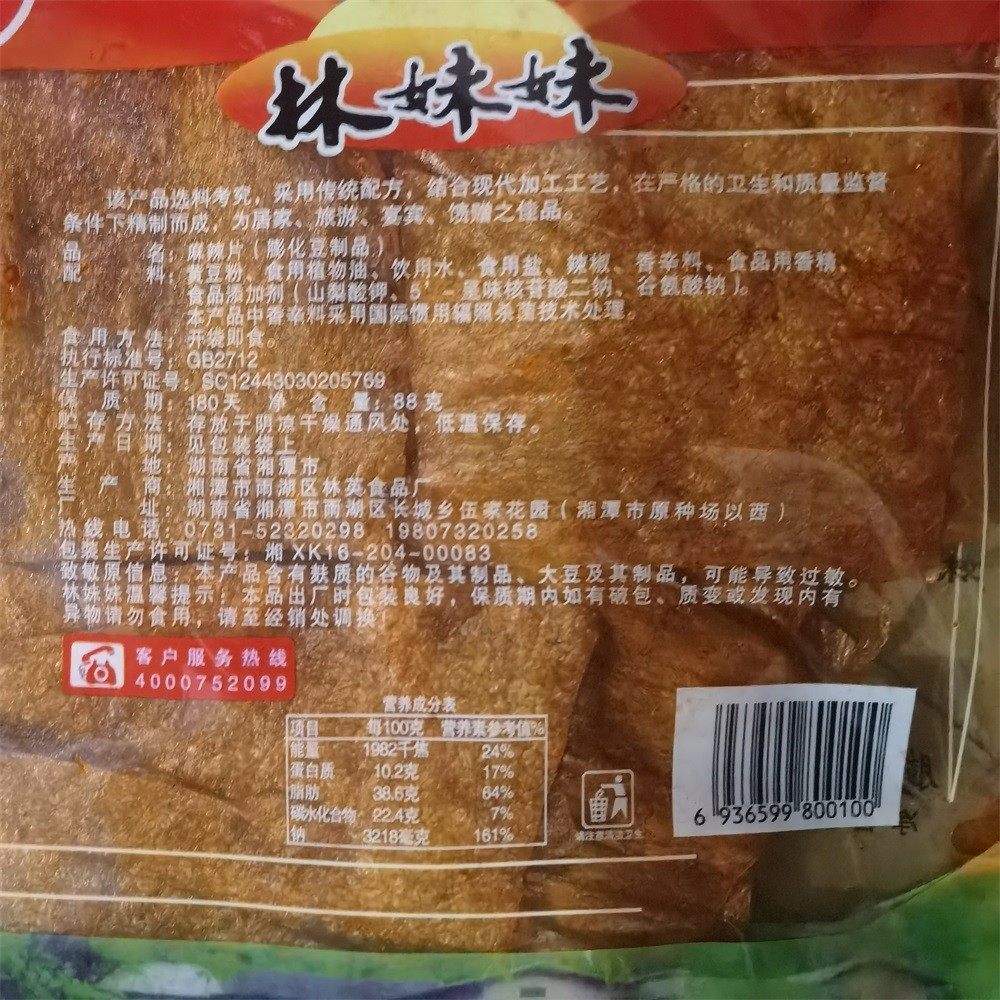 林妹妹
该产品选料考究，采用传统配方，结合现代加工工艺，在严格的卫生和质量监督
条件下精制而成，为居家、旅游、宴宾、馈赠之佳品。
品 名：麻辣片（膨化豆制品）
配 料：黄豆粉、食用植物油、饮用水、食用盐、辣椒、香辛料、食品用香精、
食品添加剂（山梨酸钾、5'-呈味核苷酸二钠、谷氨酸钠）。
本产品中香辛料采用国际惯用辐照杀菌技术处理。
食用方法：开袋即食。
执行标准号：GB2712
生产许可证号：SC12443030205769
保 质 期：180天 净 含 量：88克
贮存方法：存放于阴凉干燥通风处，低温保存。
生产日期：见包装袋上
产 地：湖南省湘潭市
生 产 商：湘潭市雨湖区林英食品厂
厂 址：湖南省湘潭市雨湖区长城乡伍家花园（湘潭市原种场以西）
热线电话：0731-52320298 19807320258
包装生产许可证号：湘 XK16-204-00083
致敏原信息：本产品含有麸质的谷物及其制品、大豆及其制品，可能导致过敏。
林妹妹温馨提示：本品出厂时包装良好，保质期内如有破包、质变或发现内有
异物请勿食用，请至经销处调换！
客户服务热线
4000752099
营养成分表
项目 每100克 营养素参考值%
能量 1982千焦 24%
蛋白质 10.2克 17%
脂肪 38.6克 64%
碳水化合物 22.4克 7%
钠 3218毫克 161%
6 936599 800100